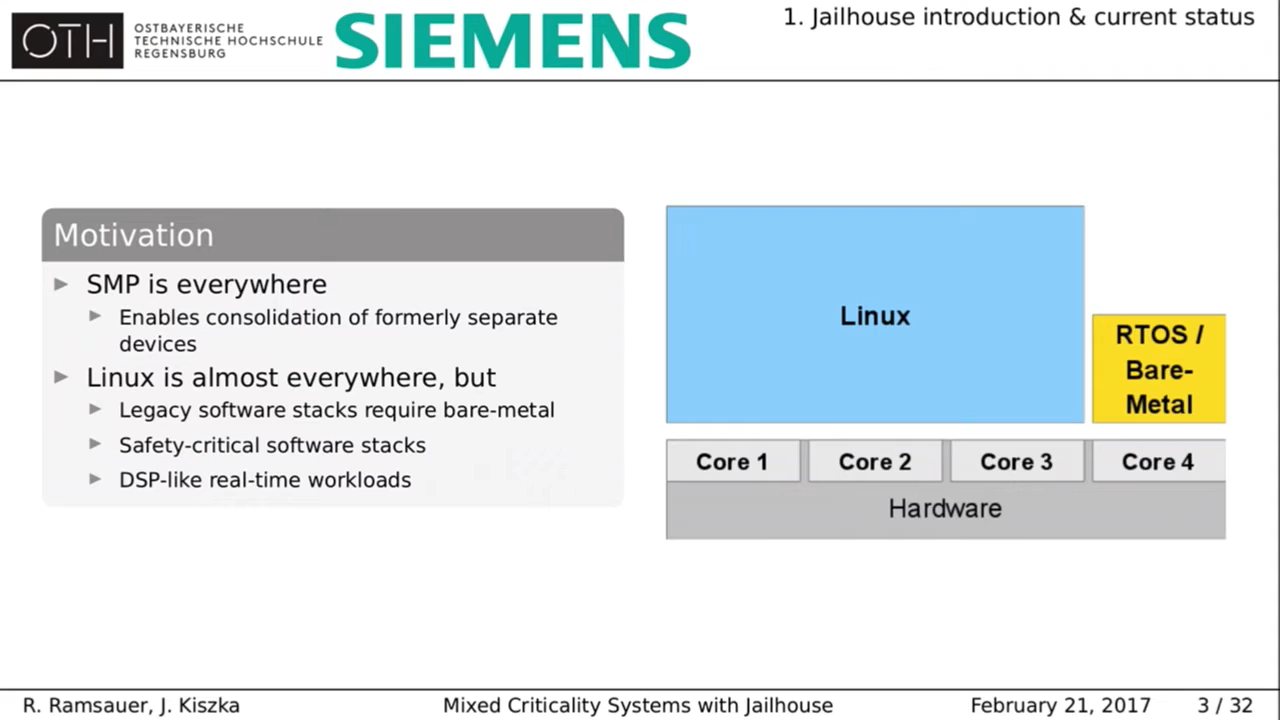 OTH
OSTBAYERISCHE
TECHNISCHE HOCHSCHULE
REGENSBURG
SIEMENS
1. Jailhouse introduction & current status
Motivation
SMP is everywhere
Enables consolidation of formerly separate
devices
Linux is almost everywhere, but
Legacy software stacks require bare-metal
Safety-critical software stacks
DSP-like real-time workloads
Linux
RTOS /
Bare-
Metal
Core 1
Core 2
Core 3
Core 4
Hardware
R. Ramsauer, J. Kiszka
Mixed Criticality Systems with Jailhouse
February 21, 2017
3 / 32